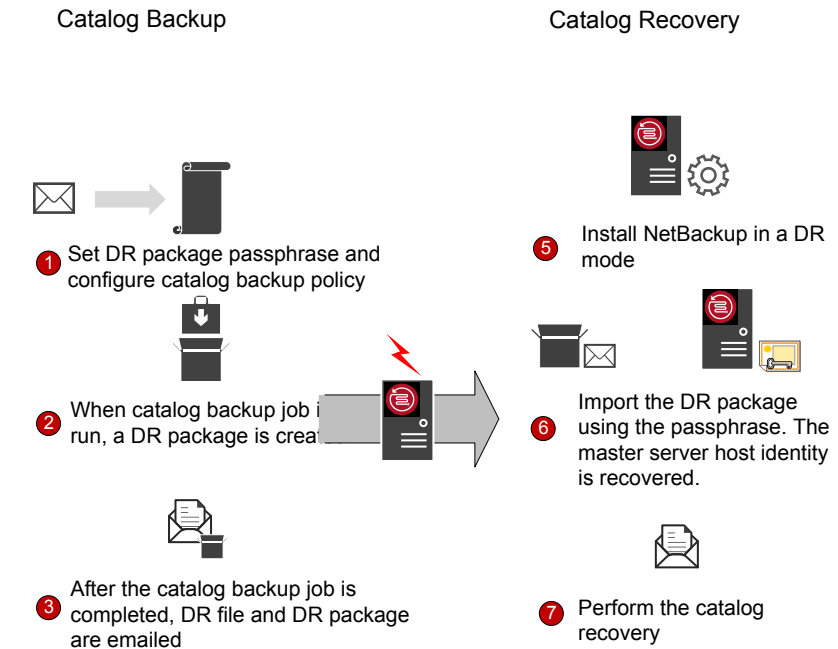 Catalog Backup
Catalog Recovery
1
Set DR package passphrase and
configure catalog backup policy
2
When catalog backup job i
run, a DR package is creat
3
After the catalog backup job is
completed, DR file and DR package
are emailed
5
Install NetBackup in a DR
mode
6
Import the DR package
using the passphrase. The
master server host identity
is recovered.
7
Perform the catalog
recovery